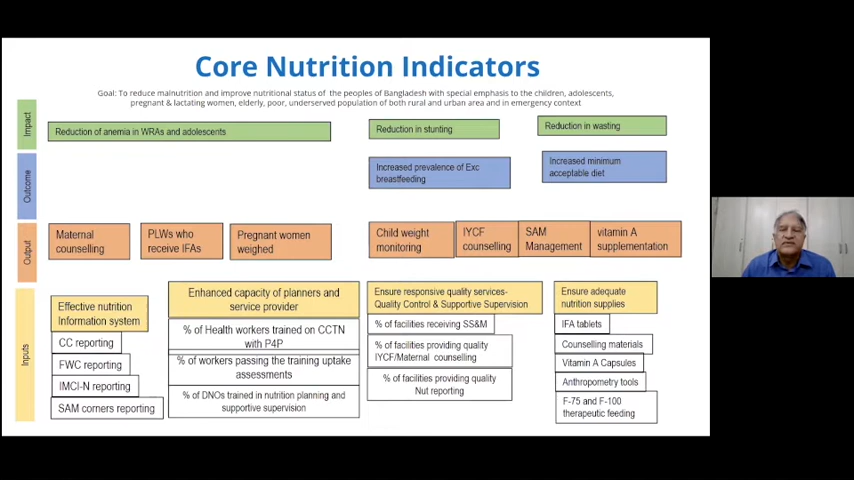 Core Nutrition Indicators
Goal: To reduce malnutrition and improve nutritional status of the peoples of Bangladesh with special emphasis to the children, adolescents,
pregnant & lactating women, elderly, poor, underserved population of both rural and urban area and in emergency context
Impact
Reduction of anemia in WRAs and adolescents
Reduction in stunting
Reduction in wasting
Outcome
Increased prevalence of Exc
breastfeeding
Increased minimum
acceptable diet
Output
Maternal
counselling
PLWs who
receive IFAs
Pregnant women
weighed
Child weight
monitoring
IYCF
counselling
SAM
Management
vitamin A
supplementation
Inputs
Effective nutrition
Information system
CC reporting
FWC reporting
IMCI-N reporting
SAM corners reporting
Enhanced capacity of planners and
service provider
% of Health workers trained on CCTN
with P4P
% of workers passing the training uptake
assessments
% of DNOs trained in nutrition planning and
supportive supervision
Ensure responsive quality services-
Quality Control & Supportive Supervision
% of facilities receiving SS&M
% of facilities providing quality
IYCF/Maternal counselling
% of facilities providing quality
Nut reporting
Ensure adequate
nutrition supplies
IFA tablets
Counselling materials
Vitamin A Capsules
Anthropometry tools
F-75 and F-100
therapeutic feeding